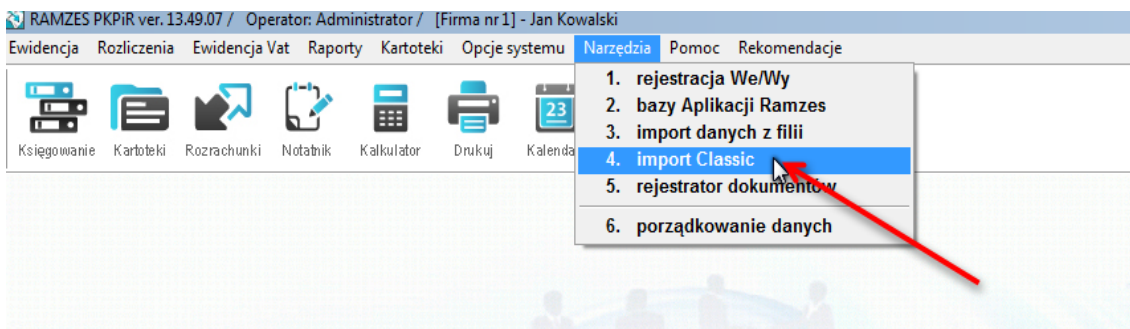 RAMZES PKPiR ver. 13.49.07 / Operator: Administrator / [Firma nr 1] - Jan Kowalski
Ewidencja Rozliczenia Ewidencja Vat Raporty Kartoteki Opcje systemu Narzędzia Pomoc Rekomendacje
23
Księgowanie Kartoteki Rozrachunki Notatnik Kalkulator Drukuj Kalenda
1. rejestracja We/Wy
2. bazy Aplikacji Ramzes
3. import danych z filii
4. import Classic
5. rejestrator dokumentów
6. porządkowanie danych